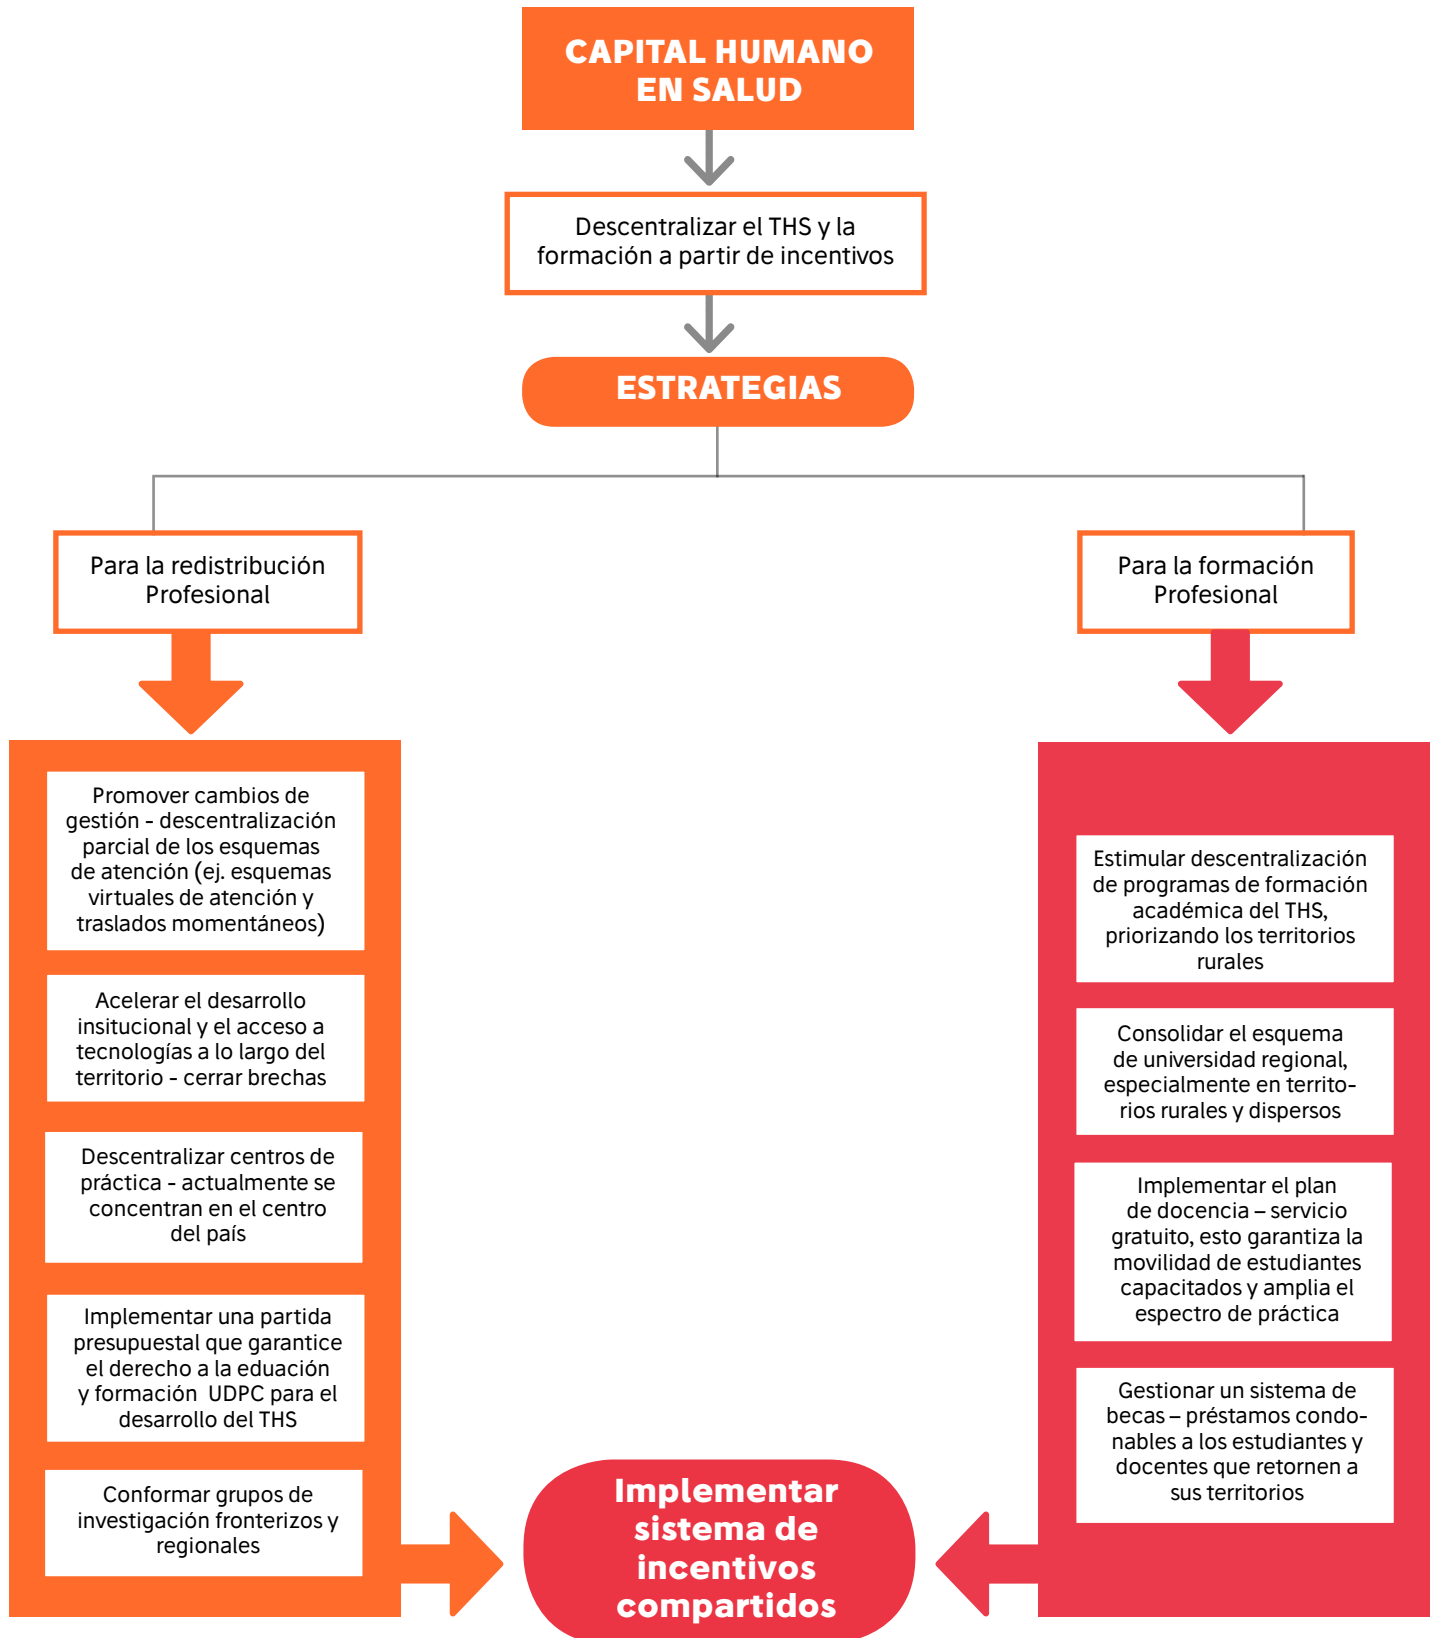 CAPITAL HUMANO
EN SALUD
Descentralizar el THS y la
formación a partir de incentivos
ESTRATEGIAS
Para la redistribución
Profesional
Promover cambios de
gestión - descentralización
parcial de los esquemas
de atención (ej. esquemas
virtuales de atención y
traslados momentáneos)
Acelerar el desarrollo
insitucional y el acceso a
tecnologías a lo largo del
territorio - cerrar brechas
Descentralizar centros de
práctica - actualmente se
concentran en el centro
del país
Implementar una partida
presupuestal que garantice
el derecho a la eduación
y formación UDPC para el
desarrollo del THS
Conformar grupos de
investigación fronterizos y
regionales
Para la formación
Profesional
Estimular descentralización
de programas de formación
académica del THS,
priorizando los territorios
rurales
Consolidar el esquema
de universidad regional,
especialmente en territo-
rios rurales y dispersos
Implementar el plan
de docencia – servicio
gratuito, esto garantiza la
movilidad de estudiantes
capacitados y amplia el
espectro de práctica
Gestionar un sistema de
becas – préstamos condo-
nables a los estudiantes y
docentes que retornen a
sus territorios
Implementar
sistema de
incentivos
compartidos